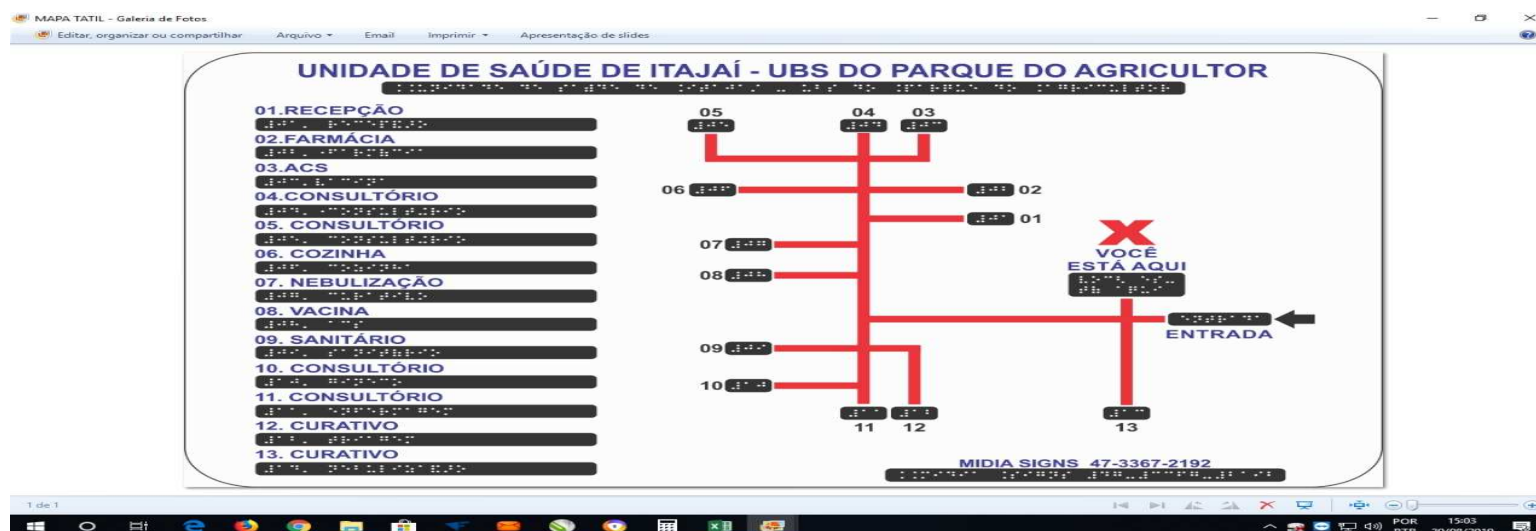 MAPA TATIL - Galeria de Fotos
Editar, organizar ou compartilhar Arquivo Email Imprimir Apresentação de slides
UNIDADE DE SAÚDE DE ITAJAÍ - UBS DO PARQUE DO AGRICULTOR
01.RECEPÇÃO
02.FARMÁCIA
03.ACS
04.CONSULTÓRIO
05. CONSULTÓRIO
06. COZINHA
07. NEBULIZAÇÃO
08. VACINA
09. SANITÁRIO
10. CONSULTÓRIO
11. CONSULTÓRIO
12. CURATIVO
13. CURATIVO
05 04 03
06 02
01
07
08
VOCÊ
ESTÁ AQUI
ENTRADA
09
10
11 12 13
MIDIA SIGNS 47-3367-2192
1 de 1
POR 15:03
PTB 20/08/2019